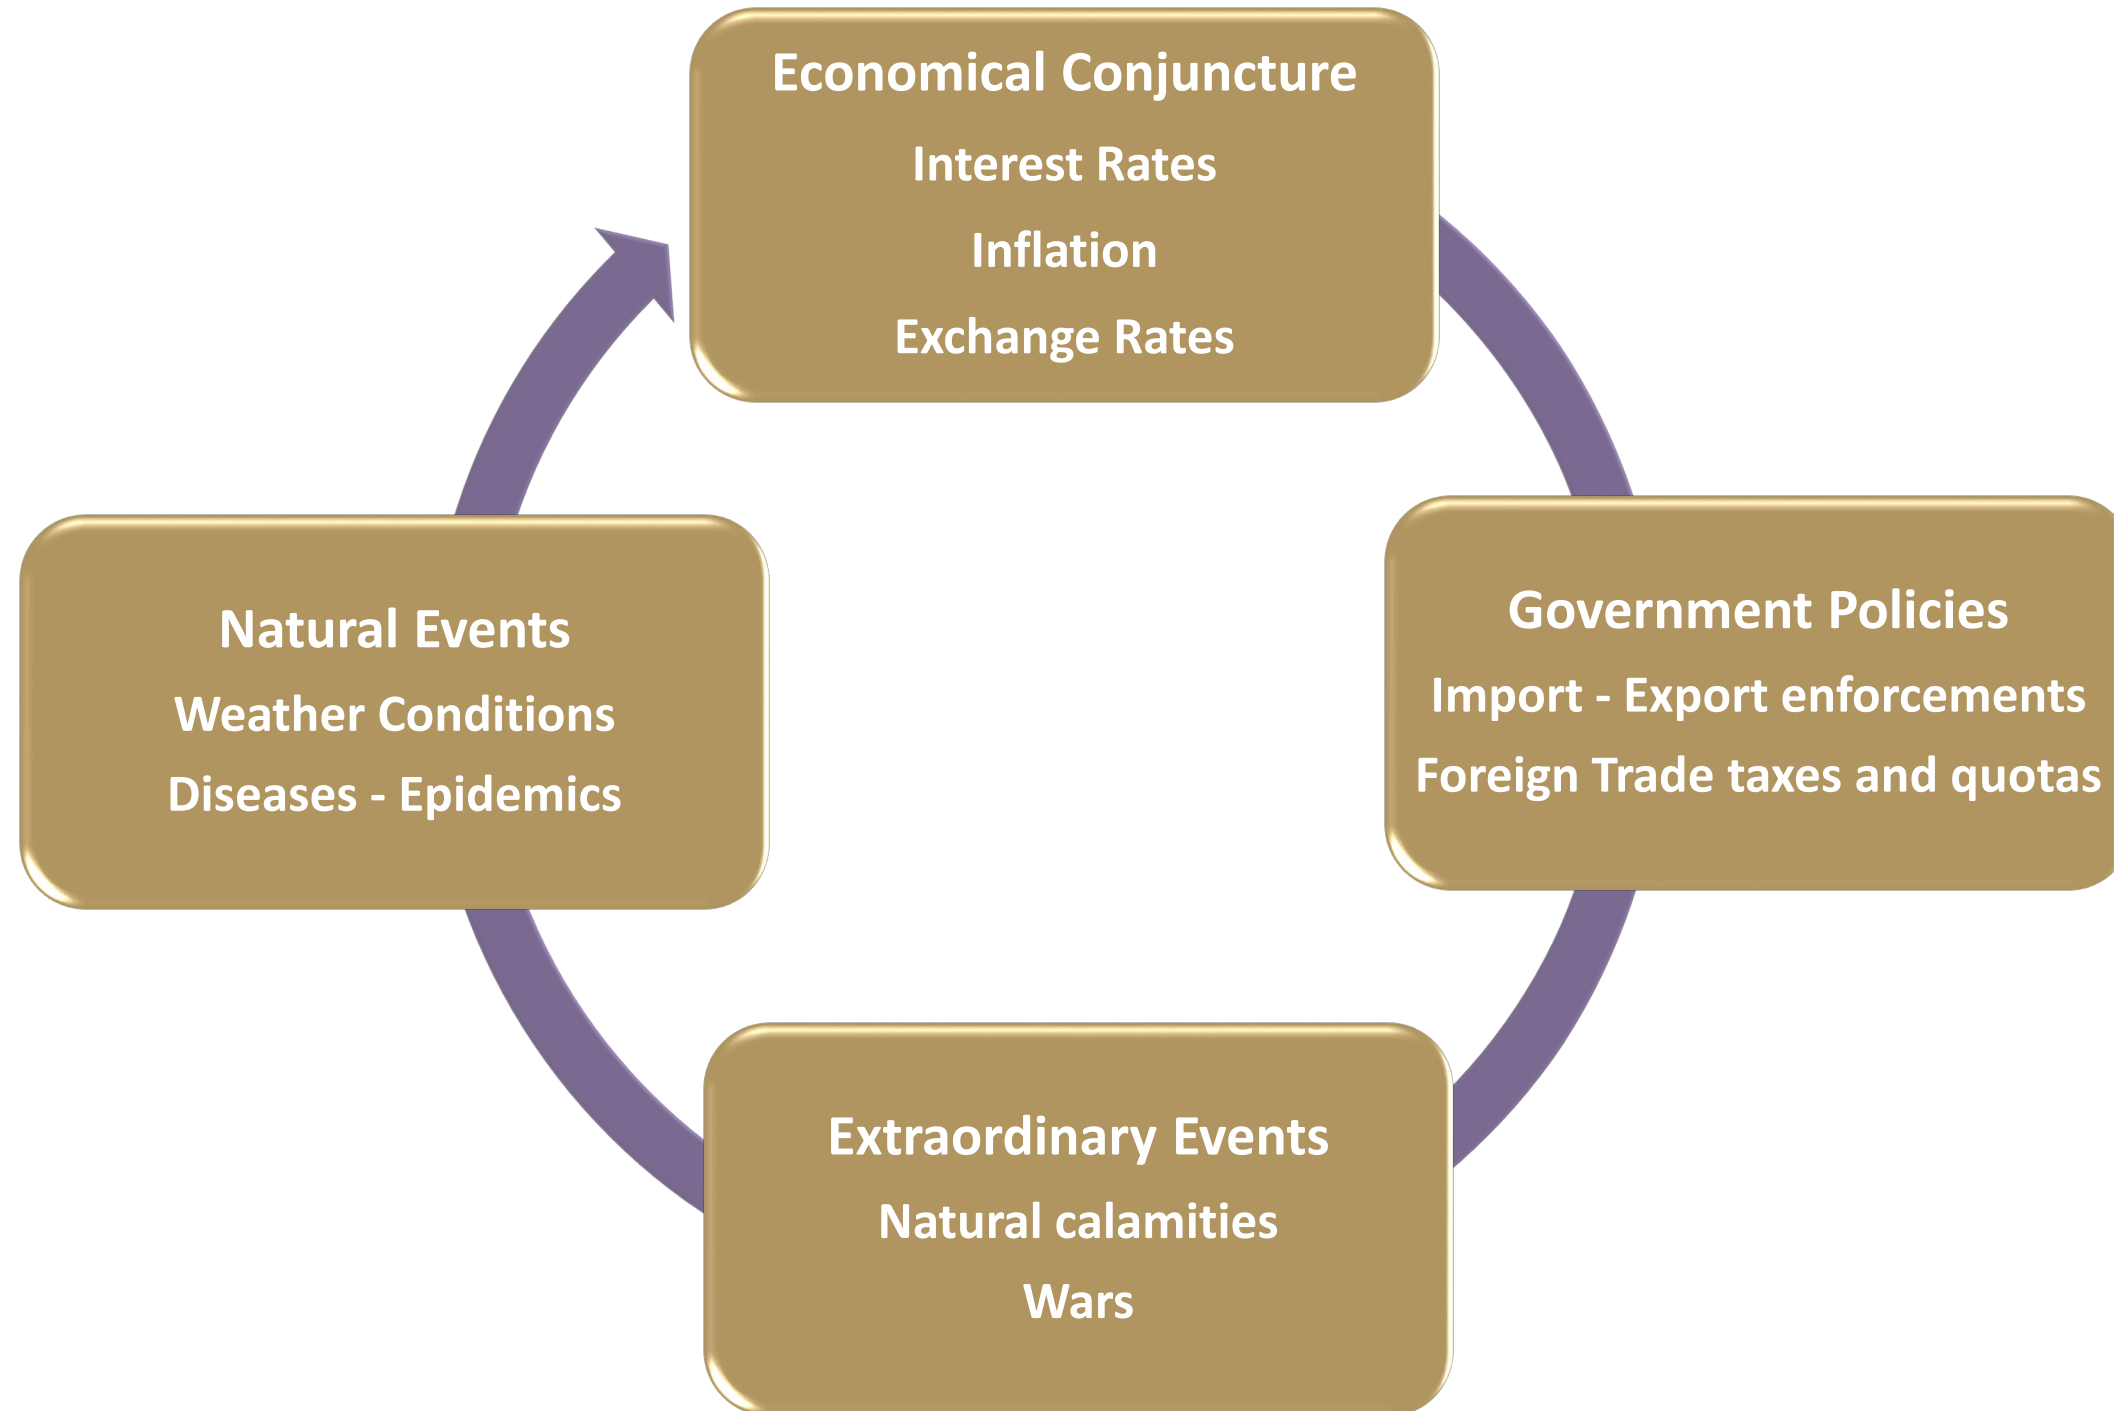 Economical Conjuncture
Interest Rates
Inflation
Exchange Rates
Government Policies
Import - Export enforcements
Foreign Trade taxes and quotas
Extraordinary Events
Natural calamities
Wars
Natural Events
Weather Conditions
Diseases - Epidemics